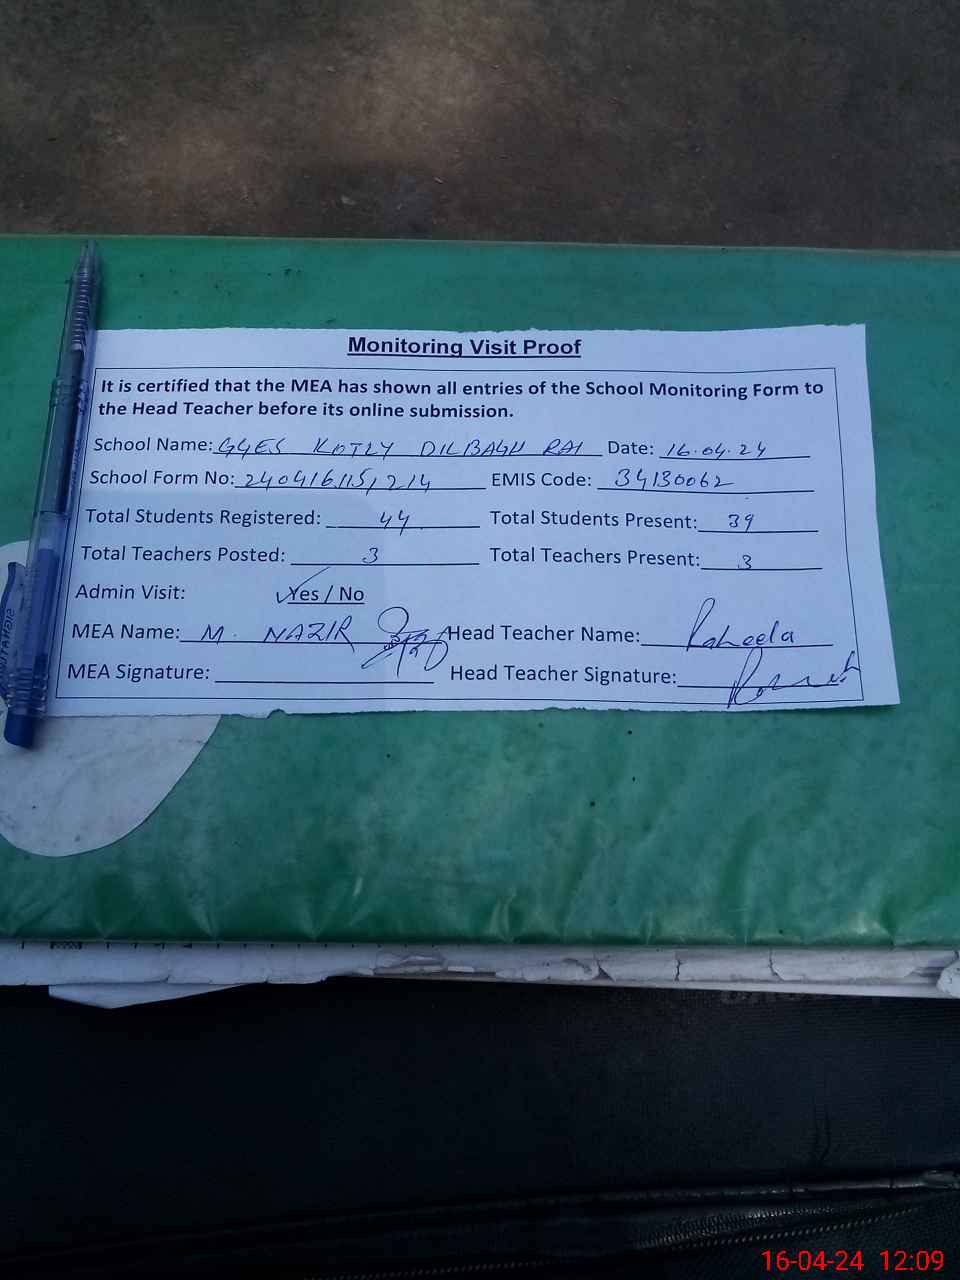 Monitoring Visit Proof
It is certified that the MEA has shown all entries of the School Monitoring Form to
the Head Teacher before its online submission.
School Name: GGES KOTLY DILBAGH RAI Date: 16.04.24
School Form No: 240416115,214 EMIS Code: 34130062
Total Students Registered: 44 Total Students Present: 39
Total Teachers Posted: 3 Total Teachers Present: 3
Admin Visit: Yes / No
MEA Name: M. NAZIR Head Teacher Name: Raheela
MEA Signature: Head Teacher Signature:
16-04-24 12:09